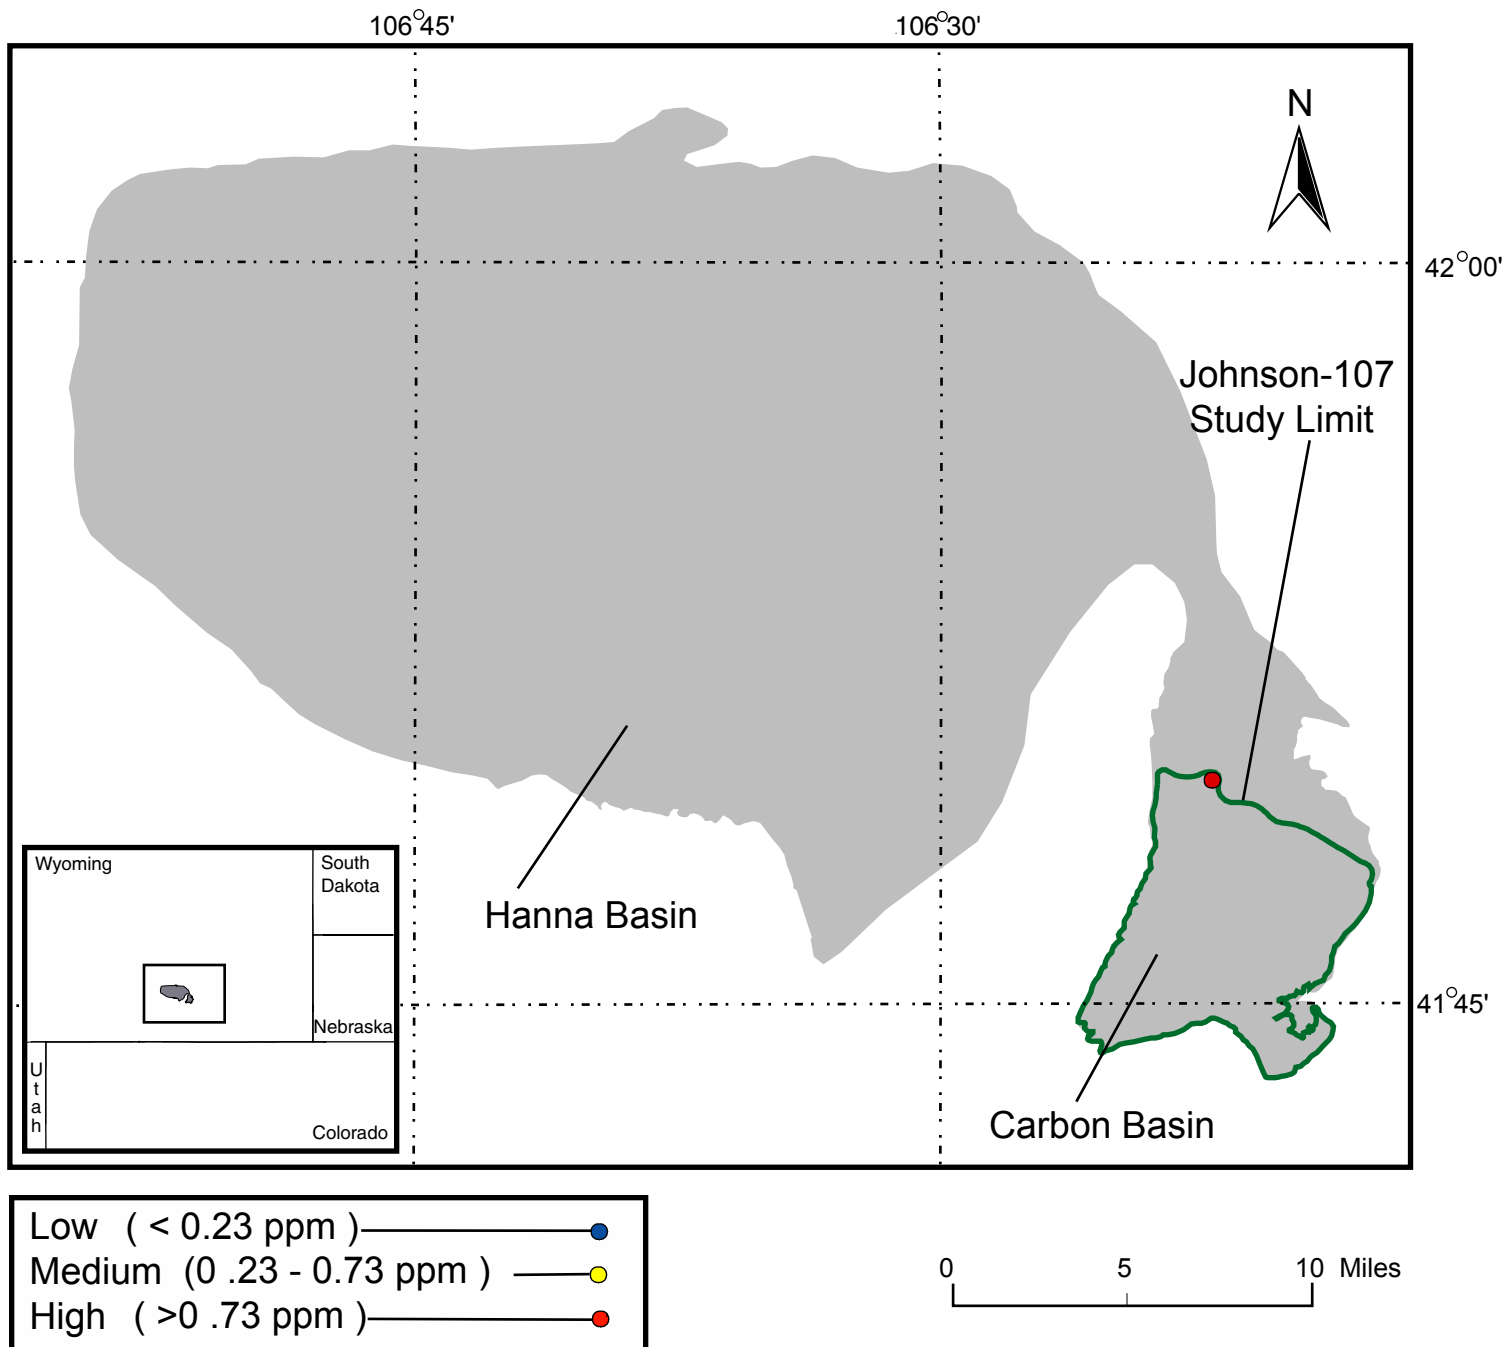 106°45'
106°30'
N
42°00'
Johnson-107
Study Limit
Hanna Basin
41°45'
Carbon Basin
Wyoming
South
Dakota
Nebraska
Utah
Colorado
Low ( < 0.23 ppm )
Medium (0 .23 - 0.73 ppm )
High ( >0 .73 ppm )
0 5 10 Miles